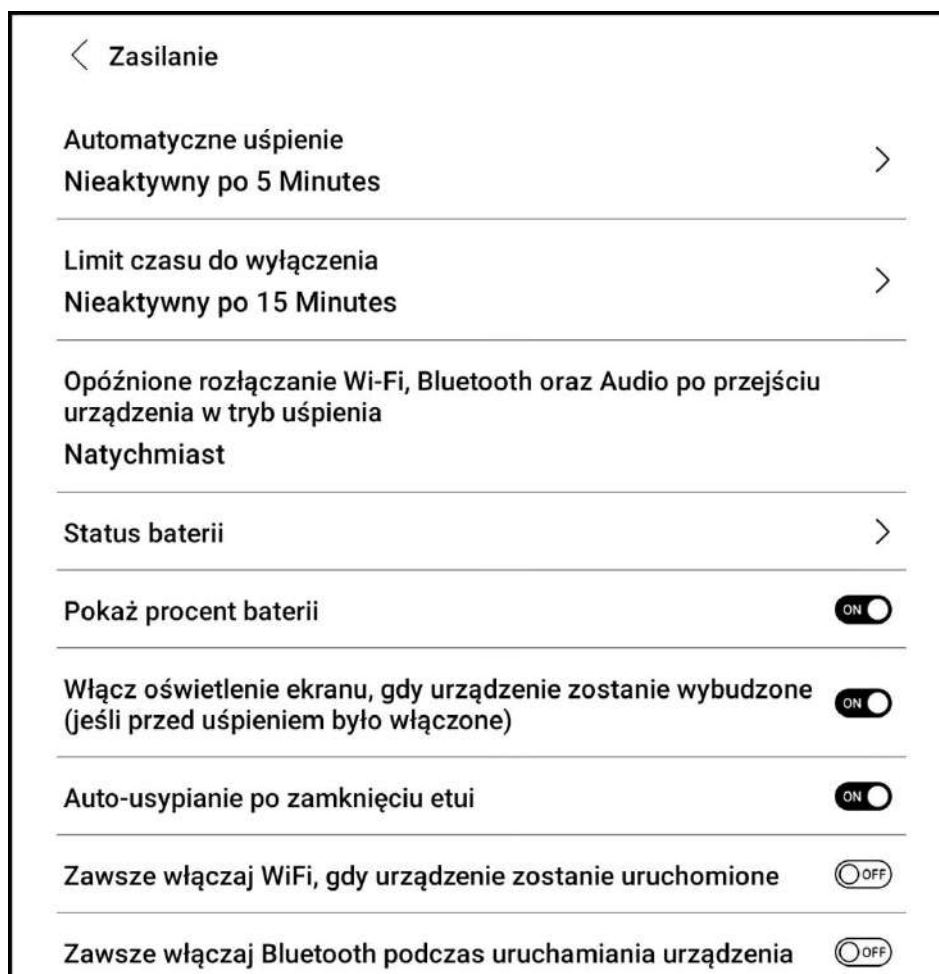 Zasilanie
Automatyczne uśpienie
Nieaktywny po 5 Minutes
Limit czasu do wyłączenia
Nieaktywny po 15 Minutes
Opóźnione rozłączanie Wi-Fi, Bluetooth oraz Audio po przejściu
urządzenia w tryb uśpienia
Natychmiast
Status baterii
Pokaż procent baterii
ON
Włącz oświetlenie ekranu, gdy urządzenie zostanie wybudzone
(jeśli przed uśpieniem było włączone)
ON
Auto-usypianie po zamknięciu etui
ON
Zawsze włączaj WiFi, gdy urządzenie zostanie uruchomione
OFF
Zawsze włączaj Bluetooth podczas uruchamiania urządzenia
OFF